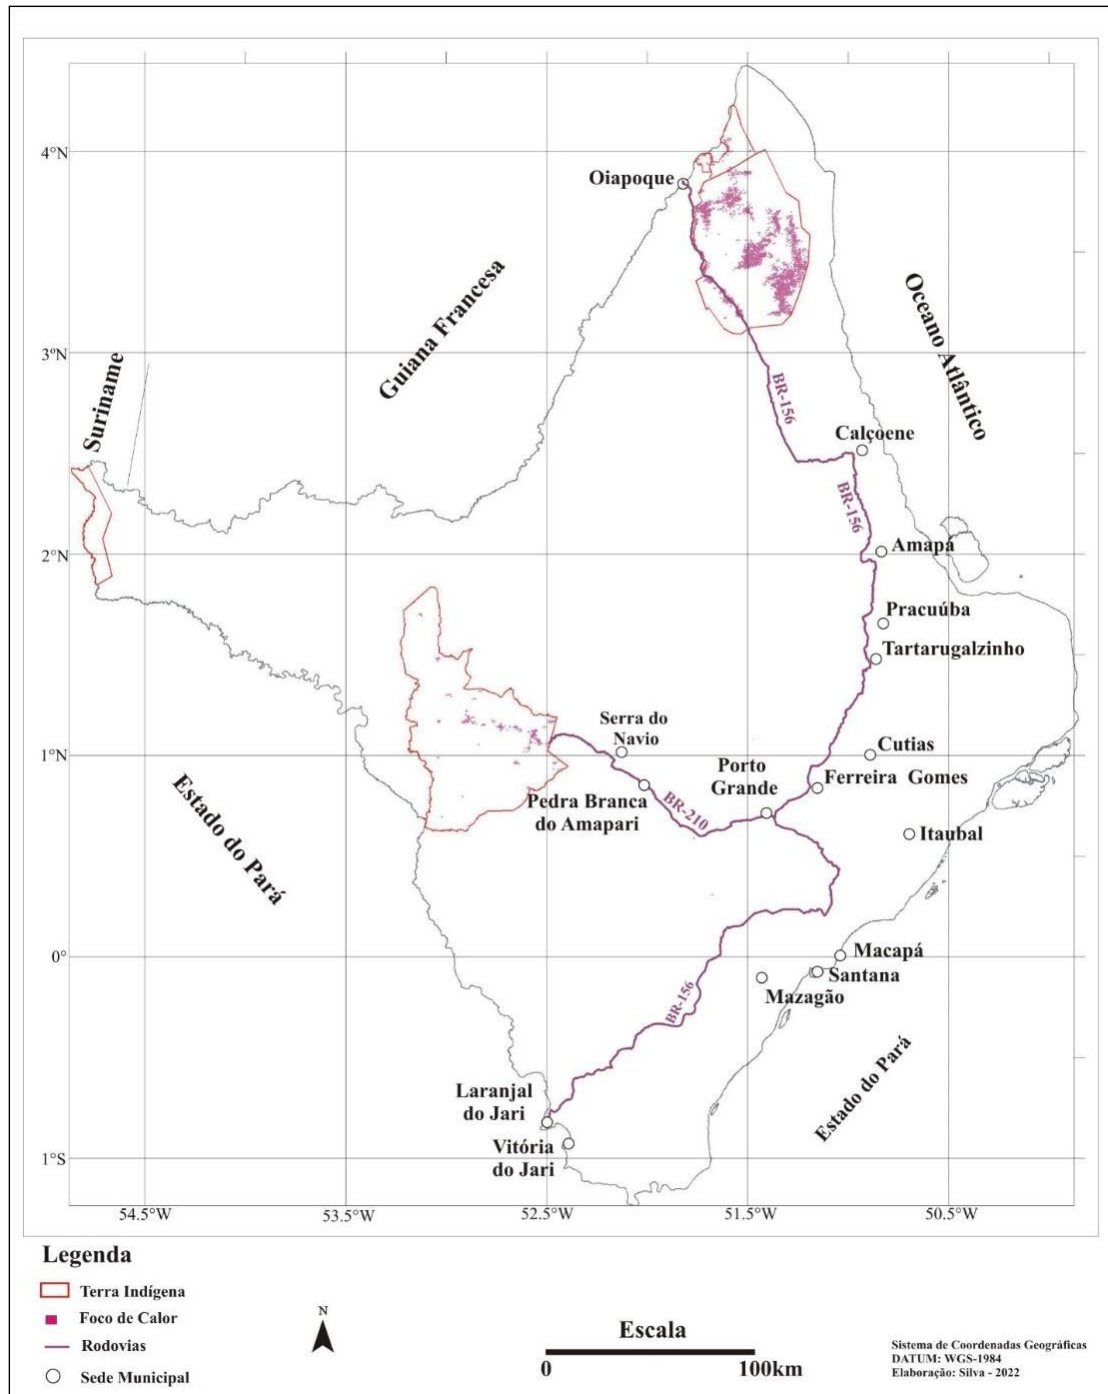 4°N
Oiapoque
Guiana Francesa
Oceano Atlântico
3°N
Suriname
BR-156
Calçoene
BR-156
2°N
Amapá
Pracuúba
Tartarugalzinho
Serra do
Navio
1°N
Cutias
Porto
Grande
Ferreira Gomes
Pedra Branca
do Amapari
BR-210
Estado do Pará
Itaubal
0°
Macapá
Santana
Mazagão
BR-156
Estado do Pará
Laranjal
do Jari
Vitória
do Jari
1°S
54.5°W
53.5°W
52.5°W
51.5°W
50.5°W
Legenda
Terra Indígena
Foco de Calor
Rodovias
Sede Municipal
N
Escala
0
100km
Sistema de Coordenadas Geográficas
DATUM: WGS-1984
Elaboração: Silva - 2022